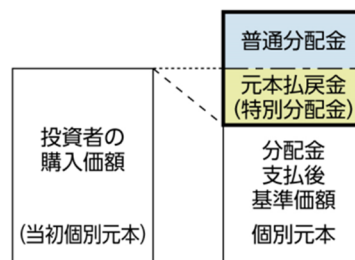 普通分配金
元本払戻金
(特別分配金)
投資者の
購入価額
(当初個別元本)
分配金
支払後
基準価額
個別元本